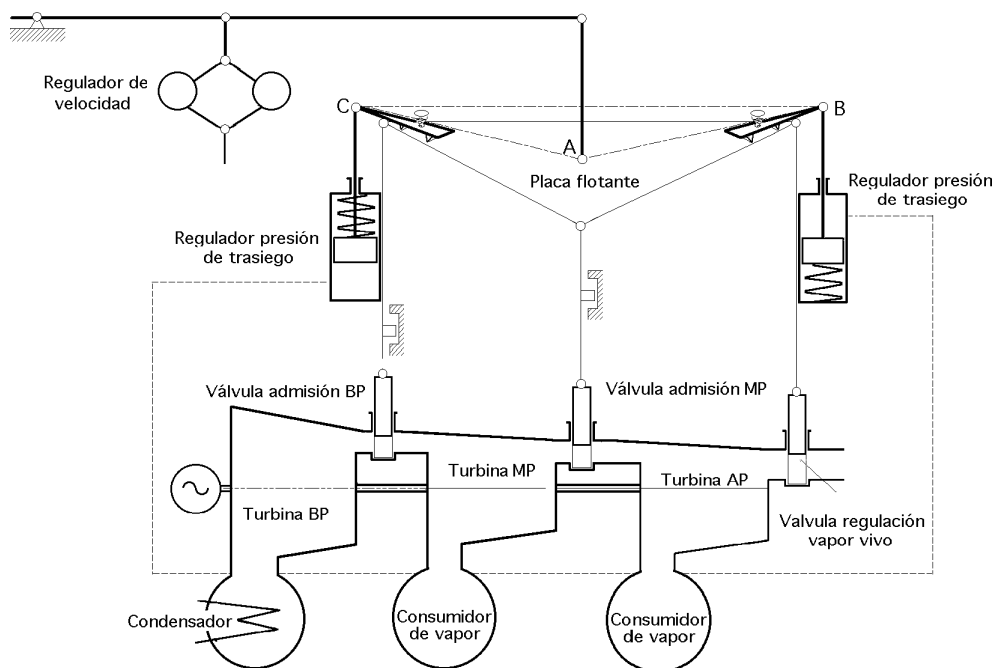 Regulador de
velocidad
C
B
A
Placa flotante
Regulador presión
de trasiego
Regulador presión
de trasiego
Válvula admisión BP
Válvula admisión MP
Turbina MP
Turbina AP
Turbina BP
Valvula regulación
vapor vivo
Condensador
Consumidor
de vapor
Consumidor
de vapor